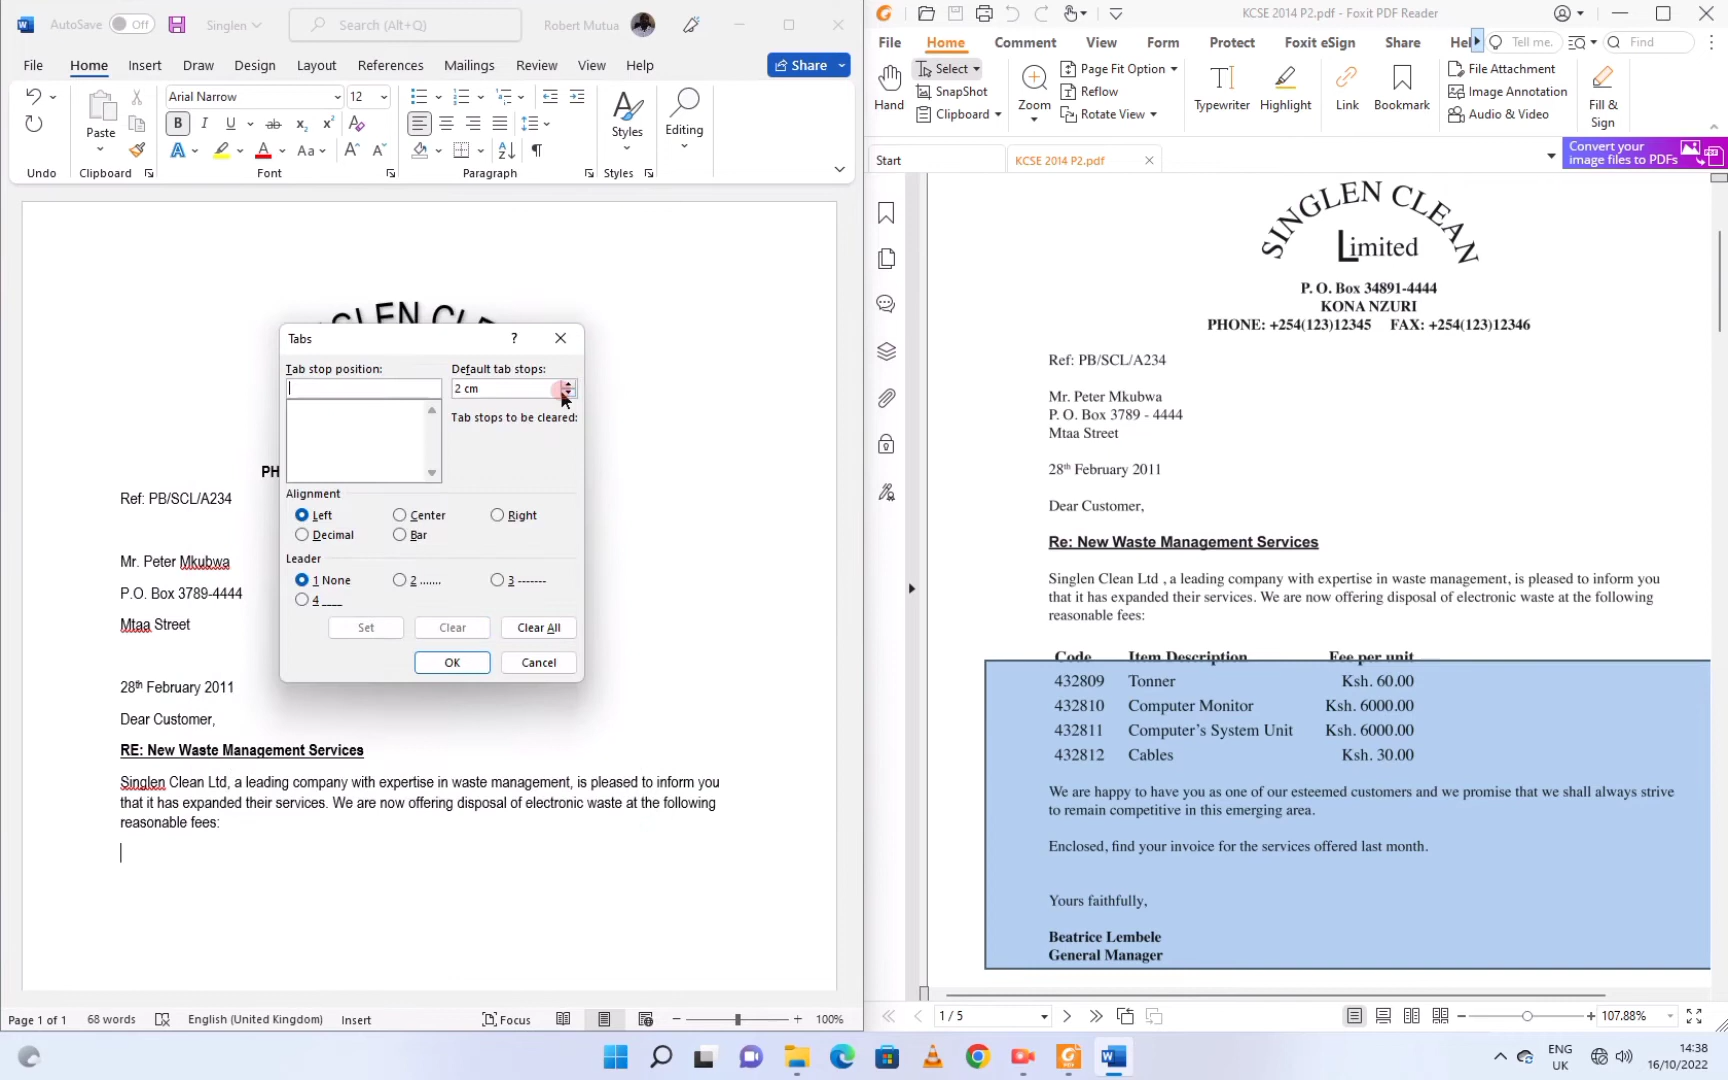 AutoSave Off Singlen Search (Alt+Q) Robert Mutua
File Home Insert Draw Design Layout References Mailings Review View Help Share
Arial Narrow 12
Paste Styles Editing
B I U ab x₂ x²
A A Aa A A
Undo Clipboard Font Paragraph Styles
SINGLEN CLE
PH
Ref: PB/SCL/A234
Mr. Peter Mkubwa
P.O. Box 3789-4444
Mtaa Street
28th February 2011
Dear Customer,
RE: New Waste Management Services
Singlen Clean Ltd, a leading company with expertise in waste management, is pleased to inform you
that it has expanded their services. We are now offering disposal of electronic waste at the following
reasonable fees:
Tabs ?
Tab stop position: Default tab stops:
2 cm
Tab stops to be cleared:
Alignment
Left Center Right
Decimal Bar
Leader
1 None 2 ....... 3 -------
4 ____
Set Clear Clear All
OK Cancel
Page 1 of 1 68 words English (United Kingdom) Insert Focus 100%
KCSE 2014 P2.pdf - Foxit PDF Reader
File Home Comment View Form Protect Foxit eSign Share Hel Tell me. Find
Hand Select SnapShot Clipboard
Zoom Page Fit Option Reflow Rotate View
Typewriter Highlight Link Bookmark
File Attachment Image Annotation Audio & Video
Fill & Sign
Start KCSE 2014 P2.pdf
Convert your
image files to PDFs
SINGLEN CLEAN
Limited
P. O. Box 34891-4444
KONA NZURI
PHONE: +254(123)12345 FAX: +254(123)12346
Ref: PB/SCL/A234
Mr. Peter Mkubwa
P. O. Box 3789 - 4444
Mtaa Street
28th February 2011
Dear Customer,
Re: New Waste Management Services
Singlen Clean Ltd , a leading company with expertise in waste management, is pleased to inform you
that it has expanded their services. We are now offering disposal of electronic waste at the following
reasonable fees:
Code Item Description Fee per unit
432809 Tonner Ksh. 60.00
432810 Computer Monitor Ksh. 6000.00
432811 Computer's System Unit Ksh. 6000.00
432812 Cables Ksh. 30.00
We are happy to have you as one of our esteemed customers and we promise that we shall always strive
to remain competitive in this emerging area.
Enclosed, find your invoice for the services offered last month.
Yours faithfully,
Beatrice Lembele
General Manager
1 / 5 107.88%
ENG
UK
14:38
16/10/2022